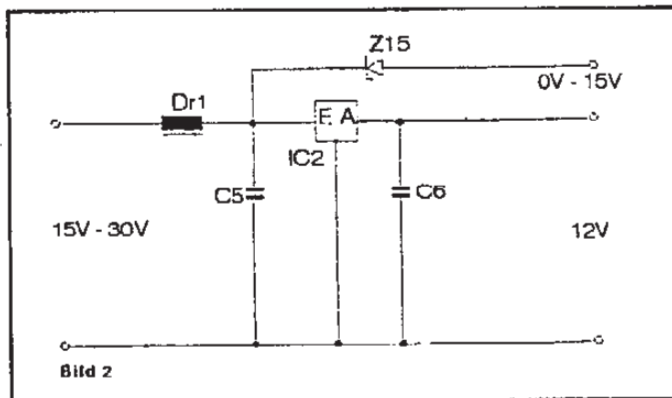 Z15
0V - 15V
Dr1
E A
IC2
C5
C6
15V - 30V
12V
Bild 2